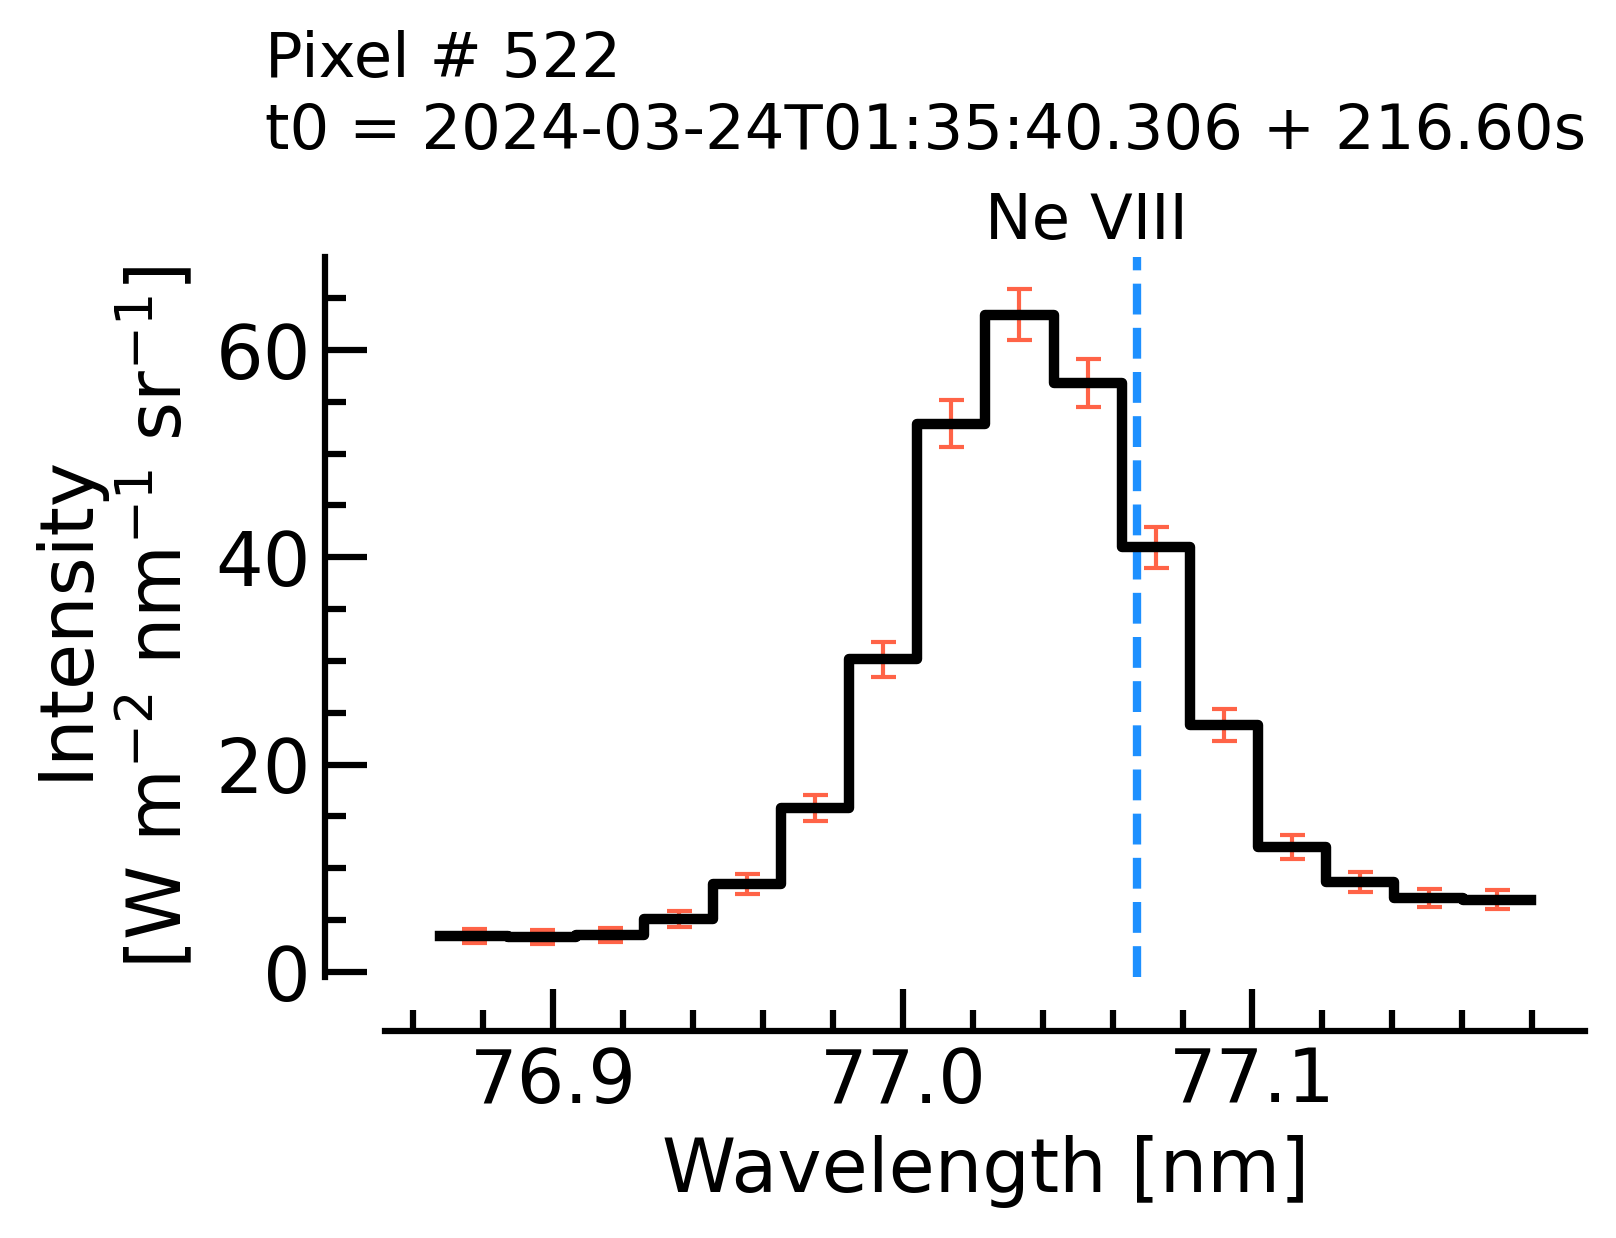 Pixel # 522
t0 = 2024-03-24T01:35:40.306 + 216.60s
Ne VIII
Intensity
[W m⁻² nm⁻¹ sr⁻¹]
60
40
20
0
76.9 77.0 77.1
Wavelength [nm]